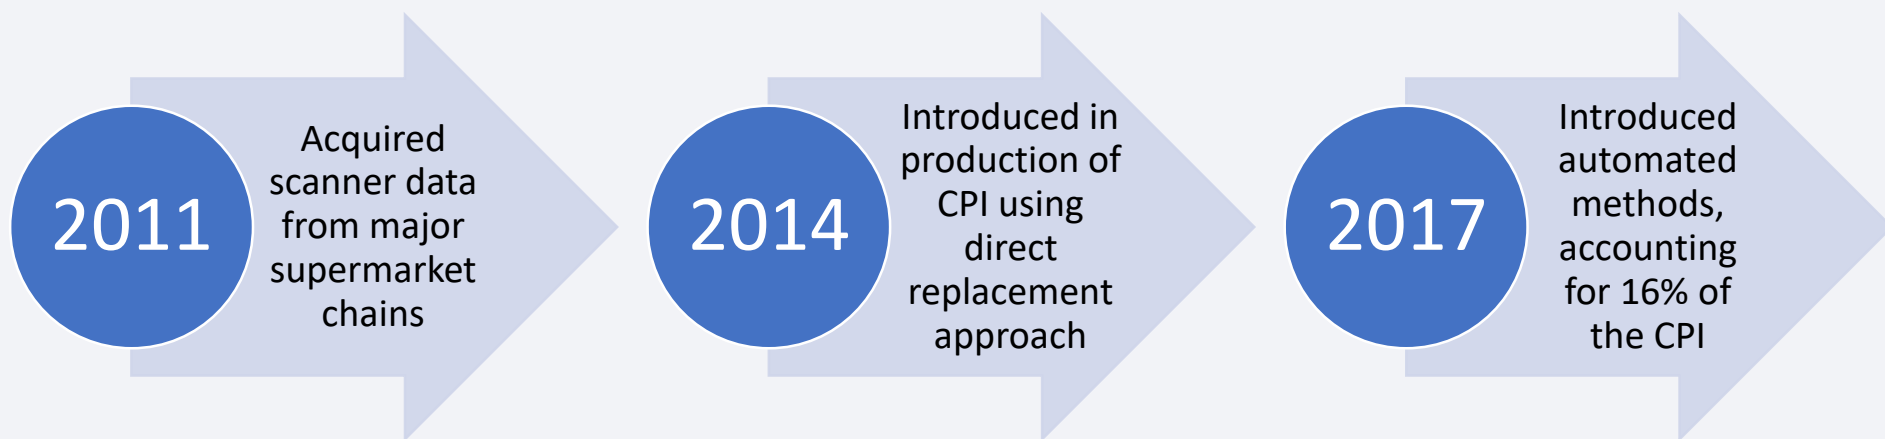 2011
Acquired
scanner data
from major
supermarket
chains
2014
Introduced in
production of
CPI using
direct
replacement
approach
2017
Introduced
automated
methods,
accounting
for 16% of
the CPI